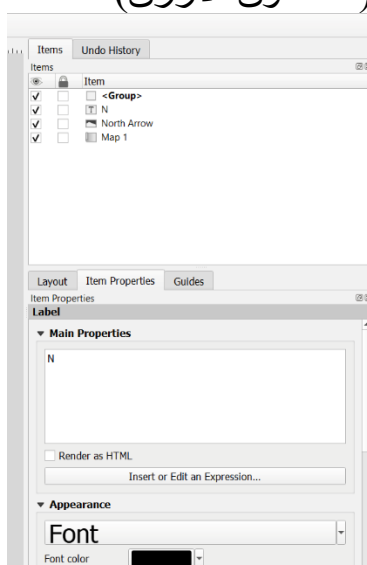 Items Undo History
Items
Item
<Group>
T N
North Arrow
Map 1
Layout Item Properties Guides
Item Properties
Label
Main Properties
N
Render as HTML
Insert or Edit an Expression...
Appearance
Font
Font color